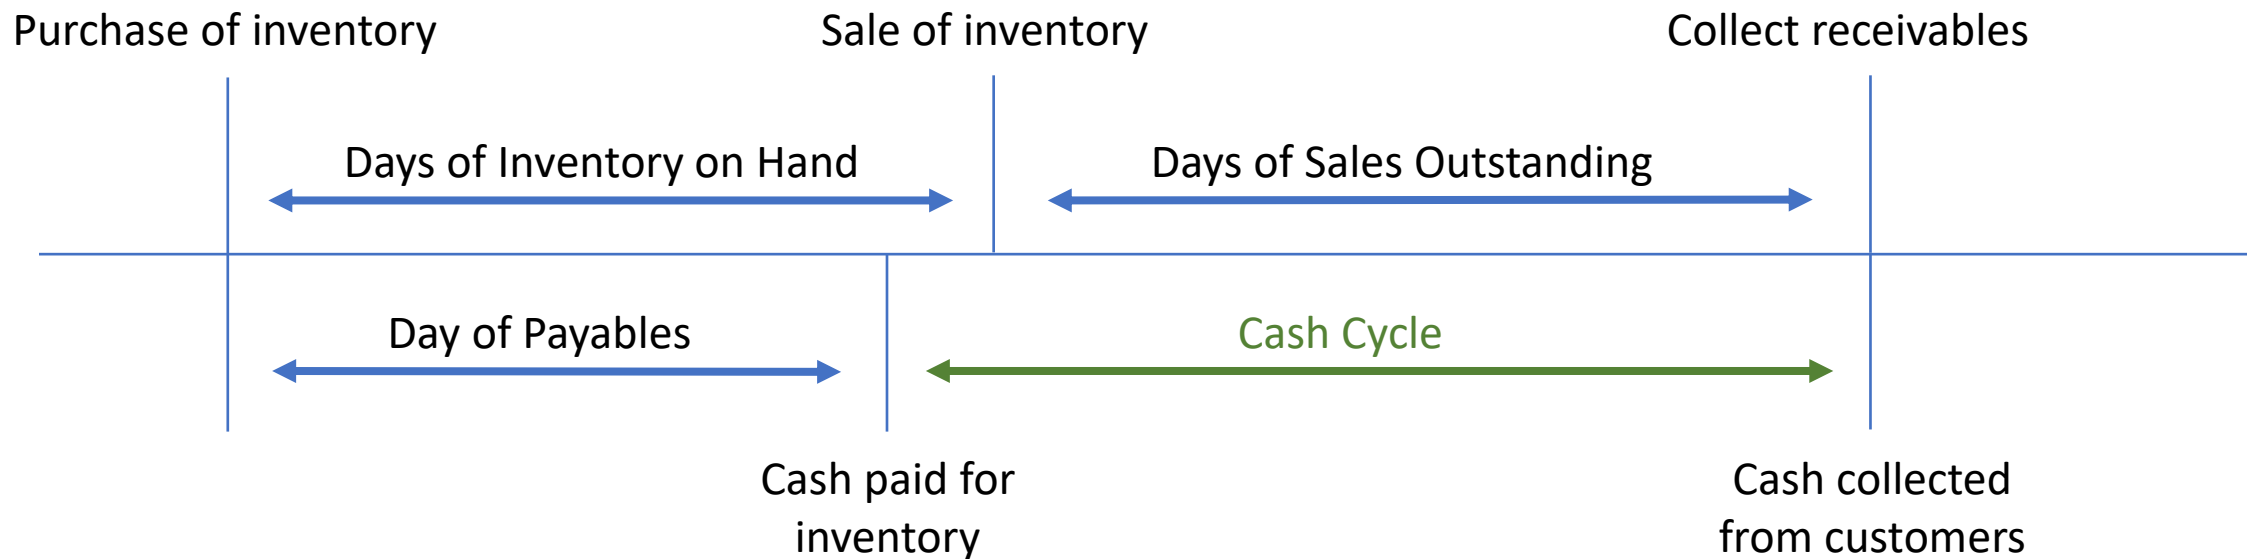 Purchase of inventory
Sale of inventory
Collect receivables
Days of Inventory on Hand
Days of Sales Outstanding
Day of Payables
Cash Cycle
Cash paid for
inventory
Cash collected
from customers